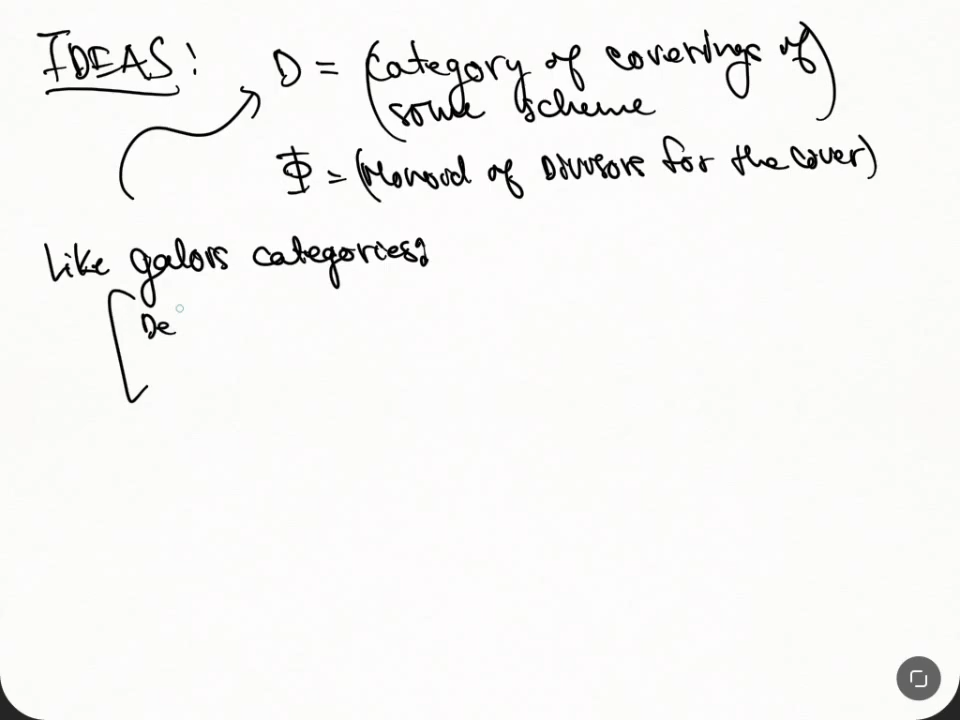 IDEAS!
D = (category of coverings of some scheme)
Φ = (Monoid of Divisors for the cover)
Like galois categories:
De